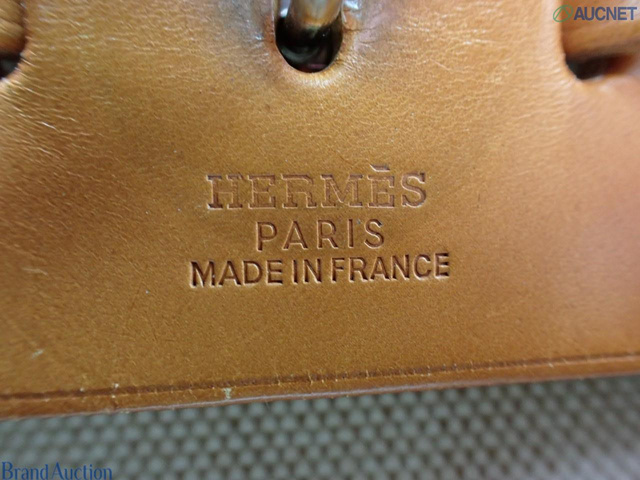 AUCNET
HERMÈS
PARIS
MADE IN FRANCE
Brand Auction